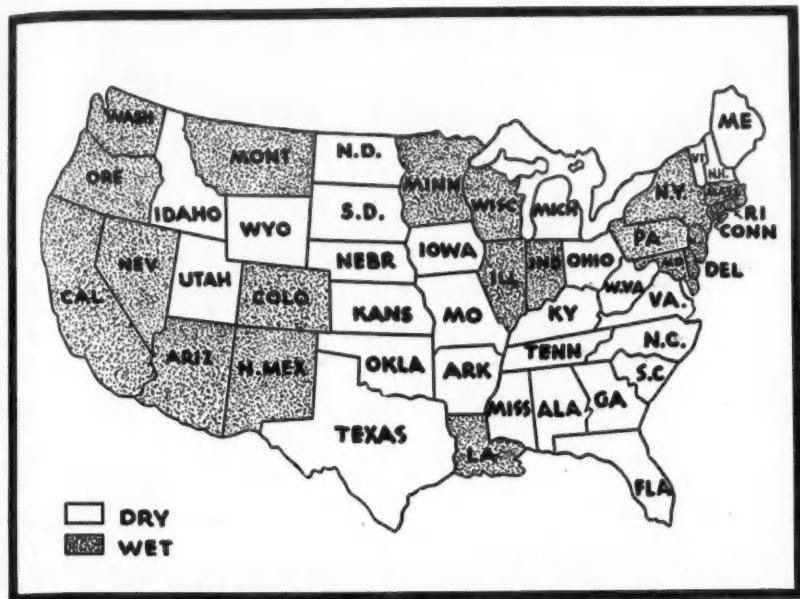 WASH
MONT
N.D.
MINN
ORE
IDAHO
WYO
S.D.
WISC
MICH
ME
VT.
N.H.
MASS
N.Y.
RI
CONN
PA
NEV
UTAH
COLO
NEBR
IOWA
ILL
IND
OHIO
W.VA
MD
DEL
CAL
KANS
MO
KY
VA.
ARIZ
N.MEX
OKLA
ARK
TENN
N.C.
S.C
TEXAS
LA
MISS
ALA
GA
FLA
DRY
WET